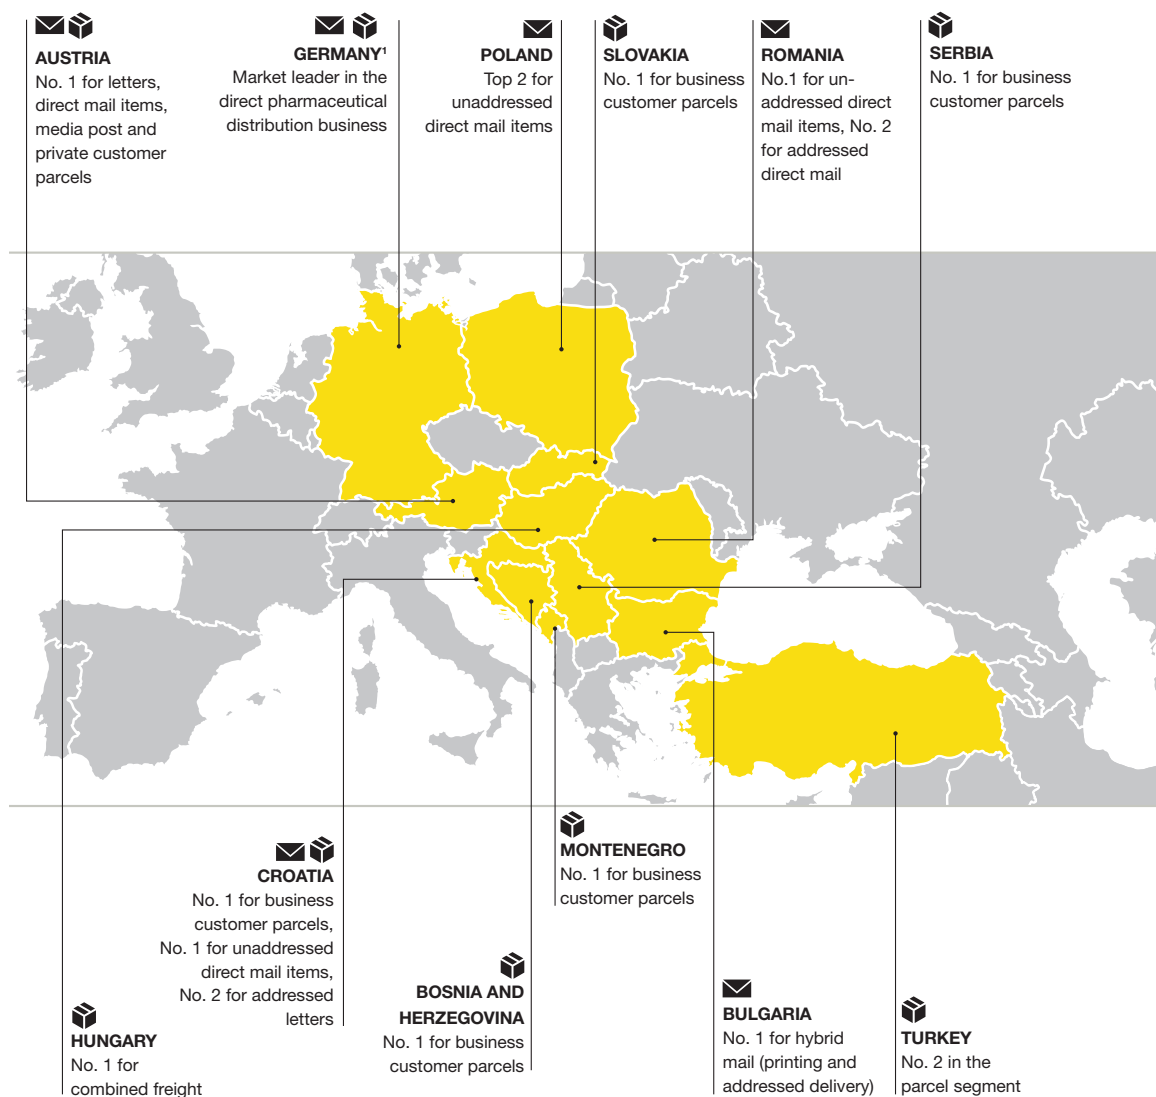 AUSTRIA
No. 1 for letters,
direct mail items,
media post and
private customer
parcels
GERMANY¹
Market leader in the
direct pharmaceutical
distribution business
POLAND
Top 2 for
unaddressed
direct mail items
SLOVAKIA
No. 1 for business
customer parcels
ROMANIA
No.1 for un-
addressed direct
mail items, No. 2
for addressed
direct mail
SERBIA
No. 1 for business
customer parcels
MONTENEGRO
No. 1 for business
customer parcels
CROATIA
No. 1 for business
customer parcels,
No. 1 for unaddressed
direct mail items,
No. 2 for addressed
letters
BOSNIA AND
HERZEGOVINA
No. 1 for business
customer parcels
HUNGARY
No. 1 for
combined freight
BULGARIA
No. 1 for hybrid
mail (printing and
addressed delivery)
TURKEY
No. 2 in the
parcel segment